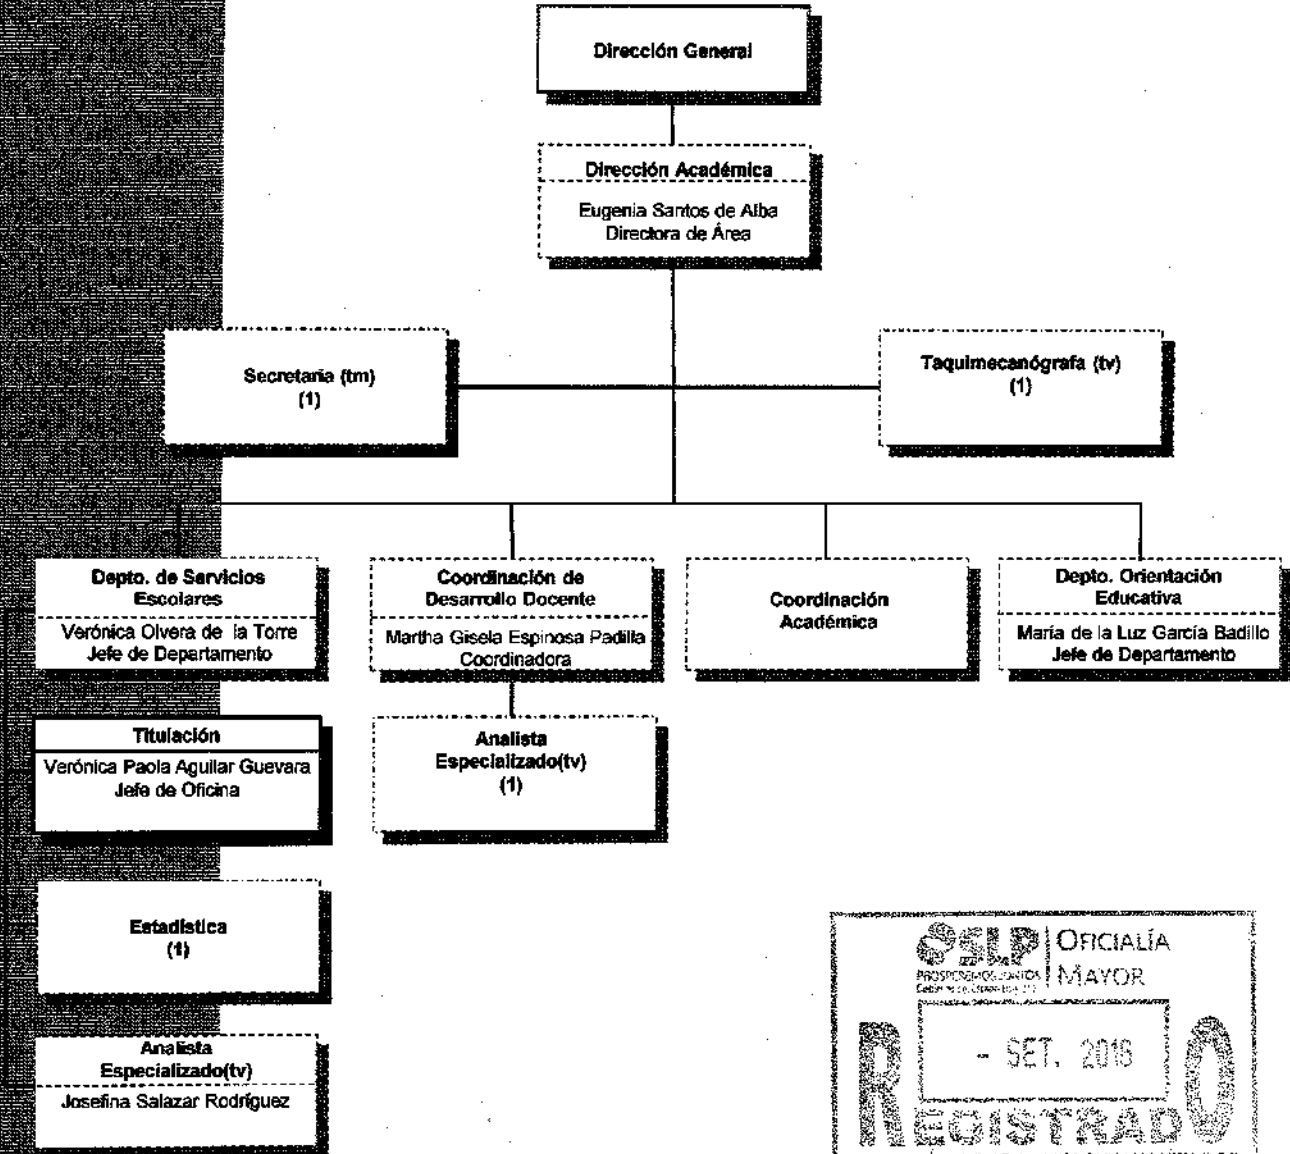 Dirección General
Dirección Académica
Eugenia Santos de Alba
Directora de Área
Secretaria (tm)
(1)
Taquimecanógrafa (tv)
(1)
Depto. de Servicios
Escolares
Verónica Olvera de la Torre
Jefe de Departamento
Coordinación de
Desarrollo Docente
Martha Gisela Espinosa Padilla
Coordinadora
Coordinación
Académica
Depto. Orientación
Educativa
María de la Luz García Badillo
Jefe de Departamento
Titulación
Verónica Paola Aguilar Guevara
Jefe de Oficina
Analista
Especializado(tv)
(1)
Estadística
(1)
Analista
Especializado(tv)
Josefina Salazar Rodríguez
SLP OFICIALÍA
MAYOR
- SET. 2016
REGISTRADO